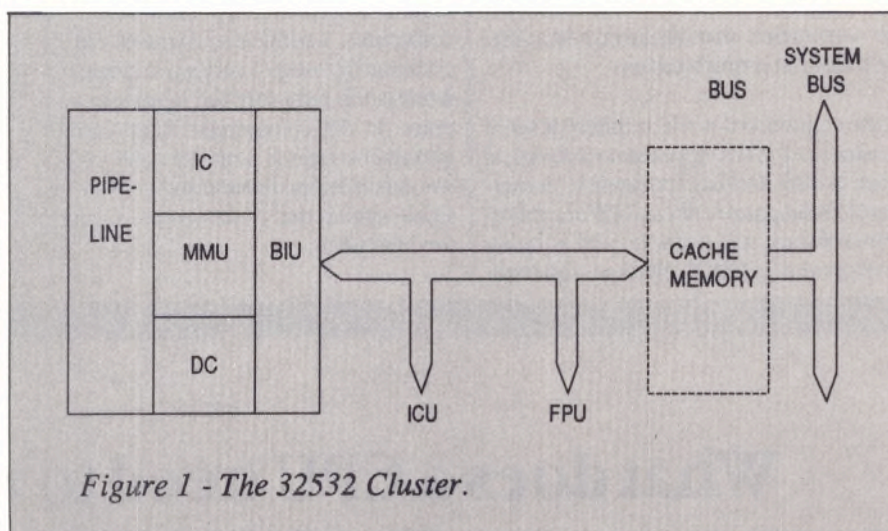 SYSTEM
BUS
BUS
IC
PIPE-
LINE
MMU
BIU
CACHE
MEMORY
DC
ICU
FPU
Figure 1 - The 32532 Cluster.